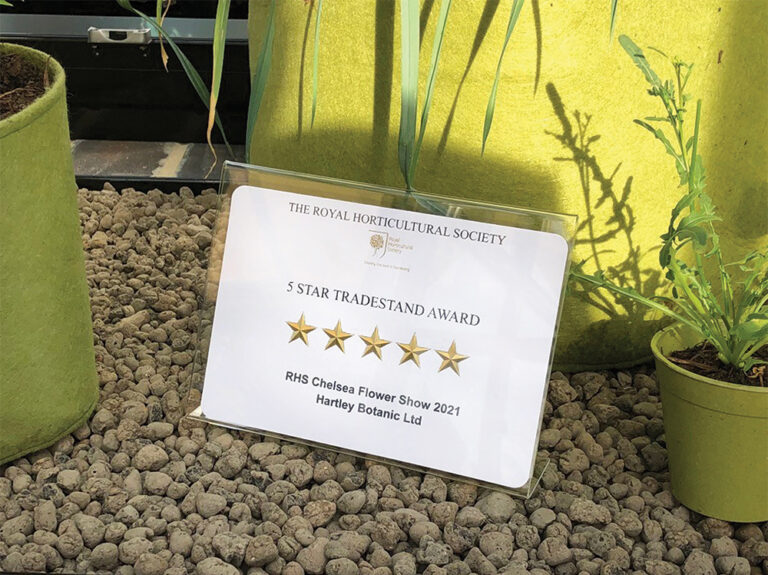 THE ROYAL HORTICULTURAL SOCIETY
Royal
Horticultural
Society
5 STAR TRADESTAND AWARD
RHS Chelsea Flower Show 2021
Hartley Botanic Ltd